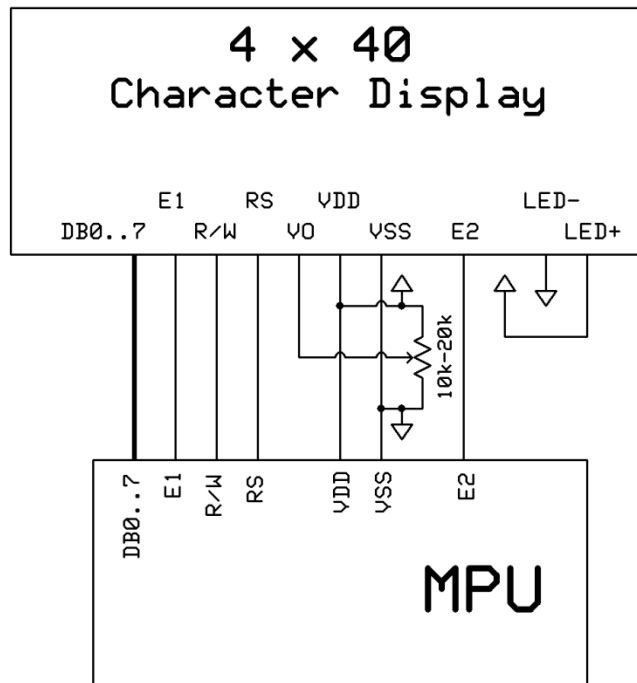 4 x 40
Character Display
E1 RS VDD LED-
DB0..7 R/W VO VSS E2 LED+
10k-20k
DB0..7 E1 R/W RS VDD VSS E2
MPU